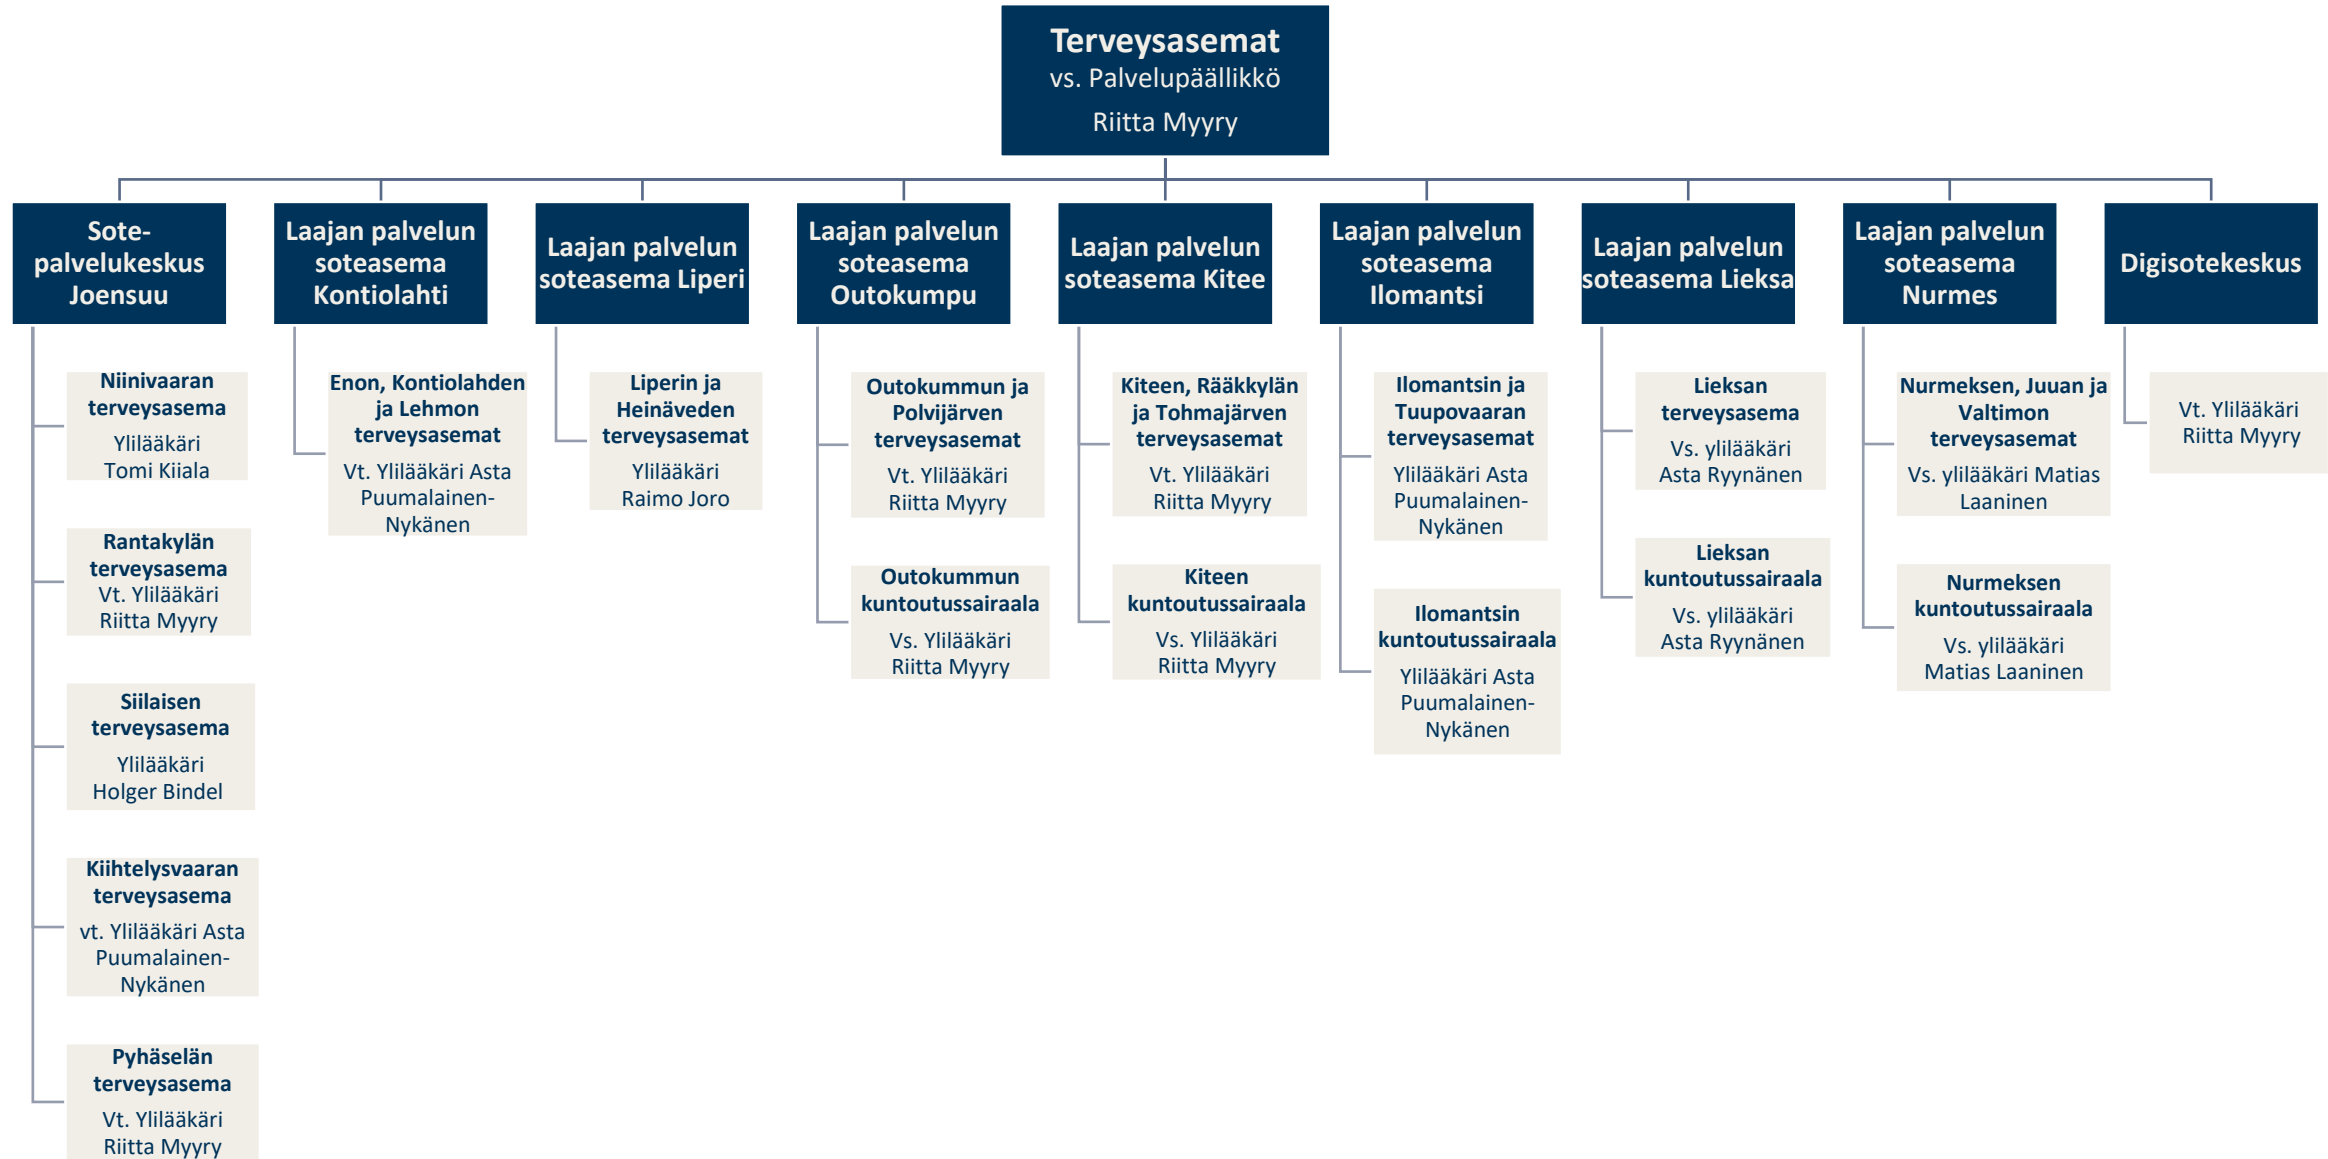 Terveysasemat
vs. Palvelupäällikkö
Riitta Myyry
Sote-
palvelukeskus
Joensuu
Niinivaaran
terveysasema
Ylilääkäri
Tomi Kiiala
Rantakylän
terveysasema
Vt. Ylilääkäri
Riitta Myyry
Siilaisen
terveysasema
Ylilääkäri
Holger Bindel
Kiihtelysvaaran
terveysasema
vt. Ylilääkäri Asta
Puumalainen-
Nykänen
Pyhäselän
terveysasema
Vt. Ylilääkäri
Riitta Myyry
Laajan palvelun
soteasema
Kontiolahti
Enon, Kontiolahden
ja Lehmon
terveysasemat
Vt. Ylilääkäri Asta
Puumalainen-
Nykänen
Laajan palvelun
soteasema Liperi
Liperin ja
Heinäveden
terveysasemat
Ylilääkäri
Raimo Joro
Laajan palvelun
soteasema
Outokumpu
Outokummun ja
Polvijärven
terveysasemat
Vt. Ylilääkäri
Riitta Myyry
Outokummun
kuntoutussairaala
Vs. Ylilääkäri
Riitta Myyry
Laajan palvelun
soteasema Kitee
Kiteen, Rääkkylän
ja Tohmajärven
terveysasemat
Vt. Ylilääkäri
Riitta Myyry
Kiteen
kuntoutussairaala
Vs. Ylilääkäri
Riitta Myyry
Laajan palvelun
soteasema
Ilomantsi
Ilomantsin ja
Tuupovaaran
terveysasemat
Ylilääkäri Asta
Puumalainen-
Nykänen
Ilomantsin
kuntoutussairaala
Ylilääkäri Asta
Puumalainen-
Nykänen
Laajan palvelun
soteasema Lieksa
Lieksan
terveysasema
Vs. ylilääkäri
Asta Ryynänen
Lieksan
kuntoutussairaala
Vs. ylilääkäri
Asta Ryynänen
Laajan palvelun
soteasema
Nurmes
Nurmeksen, Juuan ja
Valtimon
terveysasemat
Vs. ylilääkäri Matias
Laaninen
Nurmeksen
kuntoutussairaala
Vs. ylilääkäri
Matias Laaninen
Digisotekeskus
Vt. Ylilääkäri
Riitta Myyry